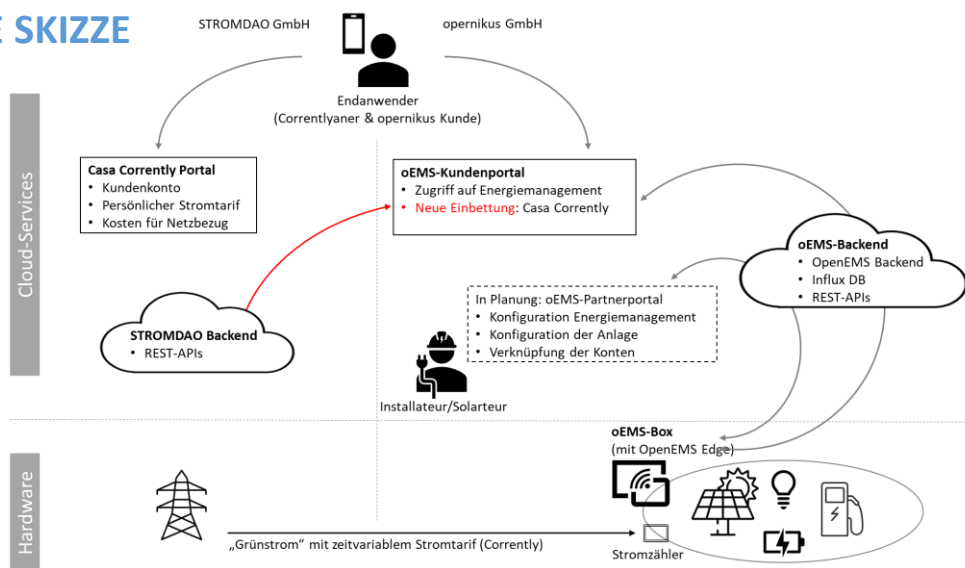 E SKIZZE
STROMDAO GmbH
opernikus GmbH
Endanwender
(Correntlyaner & opernikus Kunde)
Cloud-Services
Casa Corrently Portal
• Kundenkonto
• Persönlicher Stromtarif
• Kosten für Netzbezug
oEMS-Kundenportal
• Zugriff auf Energiemanagement
• Neue Einbettung: Casa Corrently
oEMS-Backend
• OpenEMS Backend
• Influx DB
• REST-APIs
In Planung: oEMS-Partnerportal
• Konfiguration Energiemanagement
• Konfiguration der Anlage
• Verknüpfung der Konten
STROMDAO Backend
• REST-APIs
Installateur/Solarteur
Hardware
oEMS-Box
(mit OpenEMS Edge)
„Grünstrom“ mit zeitvariablem Stromtarif (Corrently)
Stromzähler